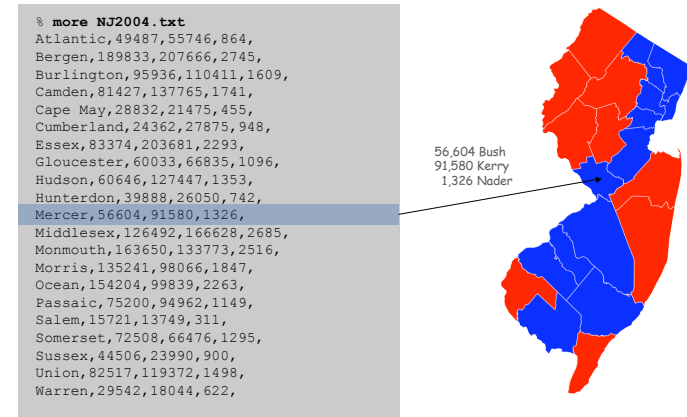 % more NJ2004.txt
Atlantic,49487,55746,864,
Bergen,189833,207666,2745,
Burlington,95936,110411,1609,
Camden,81427,137765,1741,
Cape May,28832,21475,455,
Cumberland,24362,27875,948,
Essex,83374,203681,2293,
Gloucester,60033,66835,1096,
Hudson,60646,127447,1353,
Hunterdon,39888,26050,742,
Mercer,56604,91580,1326,
Middlesex,126492,166628,2685,
Monmouth,163650,133773,2516,
Morris,135241,98066,1847,
Ocean,154204,99839,2263,
Passaic,75200,94962,1149,
Salem,15721,13749,311,
Somerset,72508,66476,1295,
Sussex,44506,23990,900,
Union,82517,119372,1498,
Warren,29542,18044,622,
56,604 Bush
91,580 Kerry
1,326 Nader